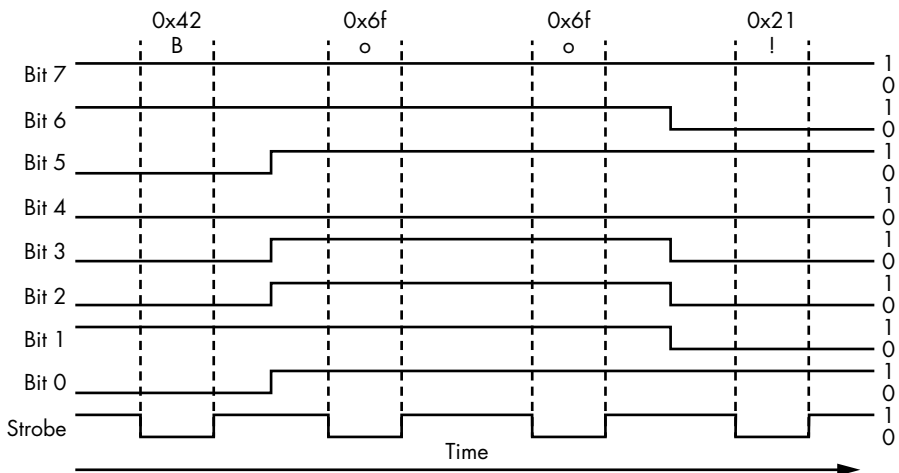 0x42 0x6f 0x6f 0x21
B o o !
Bit 7 1
0
Bit 6 1
0
Bit 5 1
0
Bit 4 1
0
Bit 3 1
0
Bit 2 1
0
Bit 1 1
0
Bit 0 1
0
Strobe 1
0
Time